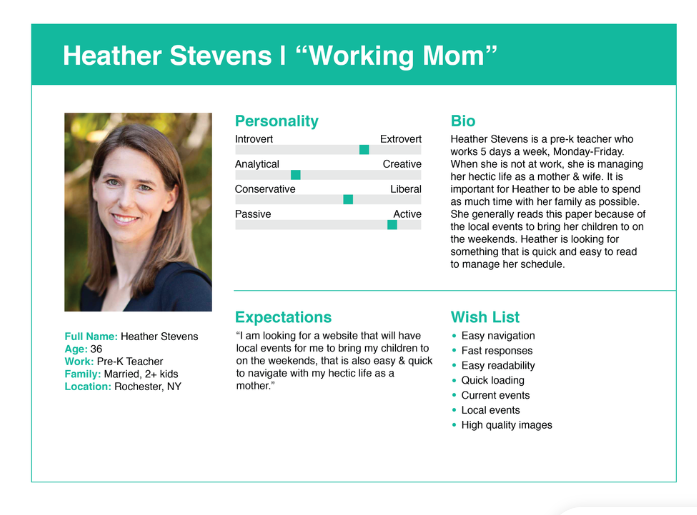 Heather Stevens | “Working Mom”
Personality
Introvert Extrovert
Analytical Creative
Conservative Liberal
Passive Active
Bio
Heather Stevens is a pre-k teacher who
works 5 days a week, Monday-Friday.
When she is not at work, she is managing
her hectic life as a mother & wife. It is
important for Heather to be able to spend
as much time with her family as possible.
She generally reads this paper because of
the local events to bring her children to on
the weekends. Heather is looking for
something that is quick and easy to read
to manage her schedule.
Full Name: Heather Stevens
Age: 36
Work: Pre-K Teacher
Family: Married, 2+ kids
Location: Rochester, NY
Expectations
“I am looking for a website that will have
local events for me to bring my children to
on the weekends, that is also easy & quick
to navigate with my hectic life as a
mother.”
Wish List
• Easy navigation
• Fast responses
• Easy readability
• Quick loading
• Current events
• Local events
• High quality images